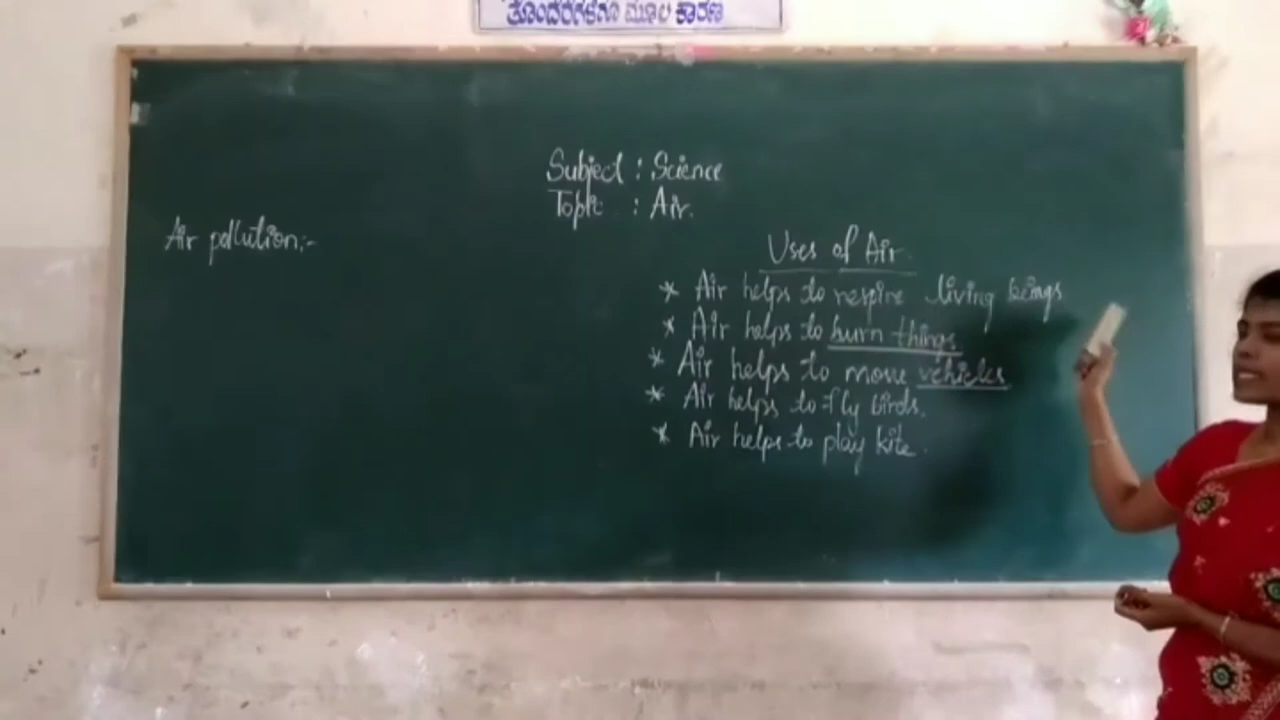 ತೊಂದರೆಗಳಿಗೂ ಮೂಲ ಕಾರಣ
Subject : Science
Topic : Air.
Air pollution:-
Uses of Air.
* Air helps to respire living beings
* Air helps to burn things
* Air helps to move vehicles
* Air helps to fly birds.
* Air helps to play kite.